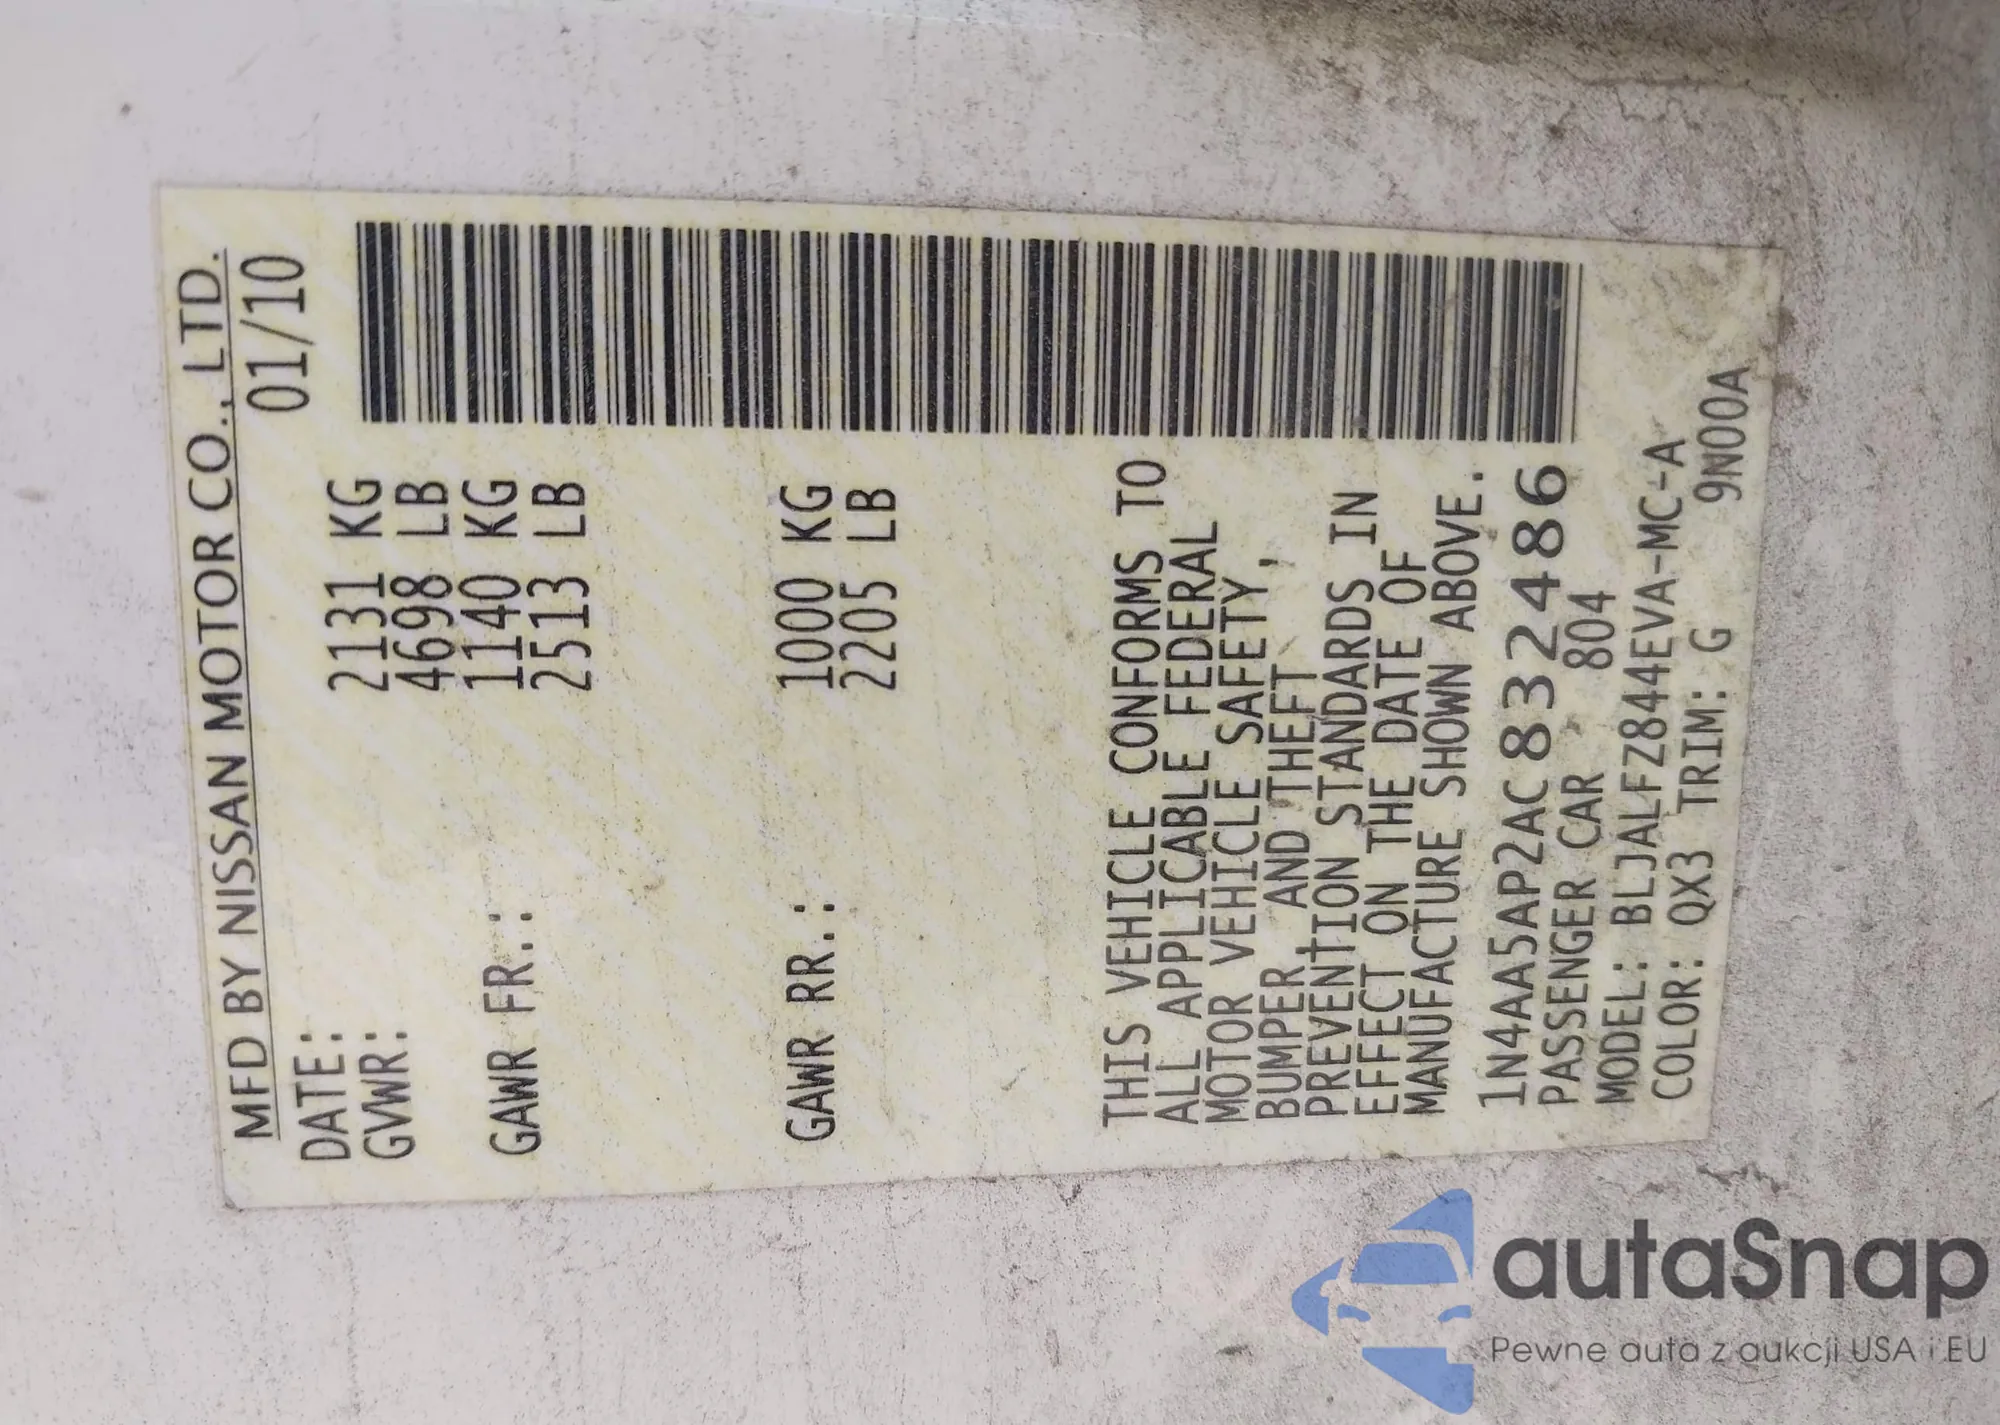 MFD BY NISSAN MOTOR CO., LTD.
DATE: 01/10
GVWR: 2131 KG
4698 LB
GAWR FR.: 1140 KG
2513 LB
GAWR RR.: 1000 KG
2205 LB
THIS VEHICLE CONFORMS TO
ALL APPLICABLE FEDERAL
MOTOR VEHICLE SAFETY,
BUMPER AND THEFT
PREVENTION STANDARDS IN
EFFECT ON THE DATE OF
MANUFACTURE SHOWN ABOVE.
1N4AA5AP2AC832486
PASSENGER CAR 804
MODEL: BLJALFZ844EVA-MC-A
COLOR: QX3 TRIM: G 9N00A
autaSnap
Pewne auta z aukcji USA i EU